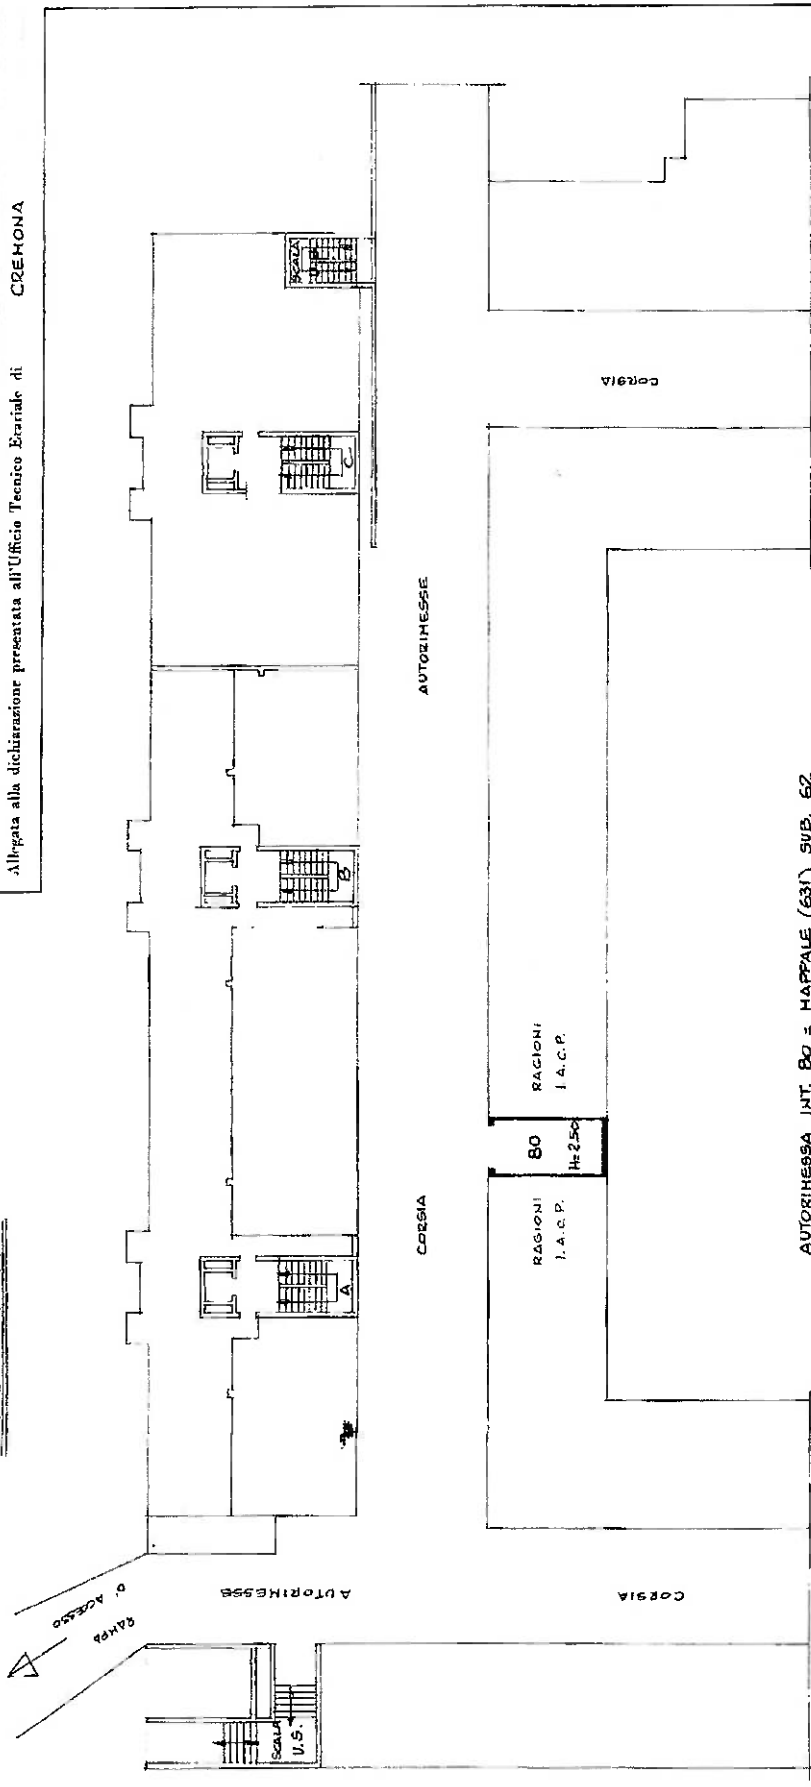 Allegata alla dichiarazione presentata all'Ufficio Tecnico Erariale di CREMONA
SCALA
U.S.
C
CORSIA
AUTORIMESSE
B
RAGIONI
I.A.C.P.
80
H=2.50
RAGIONI
I.A.C.P.
CORSIA
A
AUTORIMESSA INT. 80 = MAPPALE (631) SUB. 62
RAMPA
D'ACCESSO
AUTORIMESSE
CORSIA
SCALA
U.S.